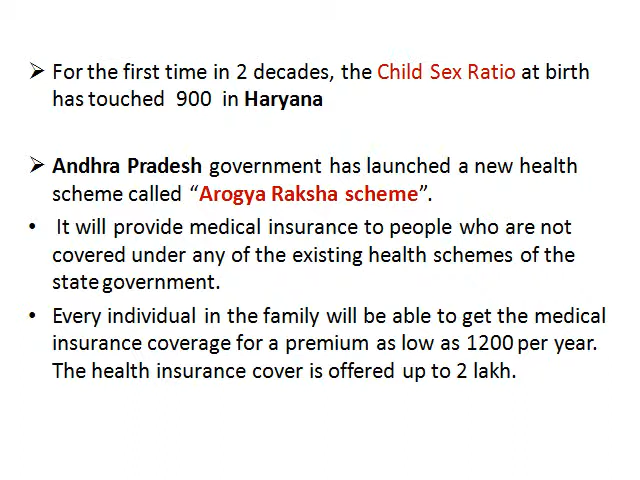 ➢ For the first time in 2 decades, the Child Sex Ratio at birth
has touched 900 in Haryana
➢ Andhra Pradesh government has launched a new health
scheme called “Arogya Raksha scheme”.
• It will provide medical insurance to people who are not
covered under any of the existing health schemes of the
state government.
• Every individual in the family will be able to get the medical
insurance coverage for a premium as low as 1200 per year.
The health insurance cover is offered up to 2 lakh.